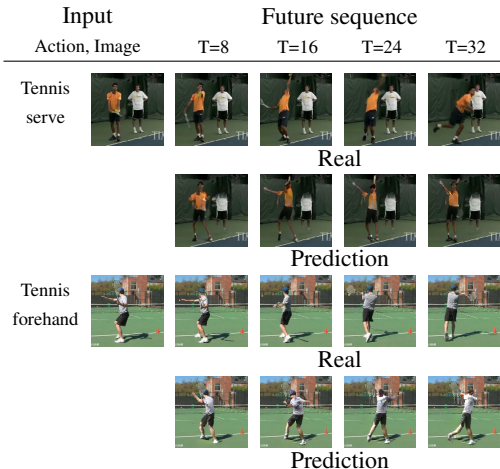 Input Future sequence
Action, Image T=8 T=16 T=24 T=32
Tennis
serve
Real
Prediction
Tennis
forehand
Real
Prediction